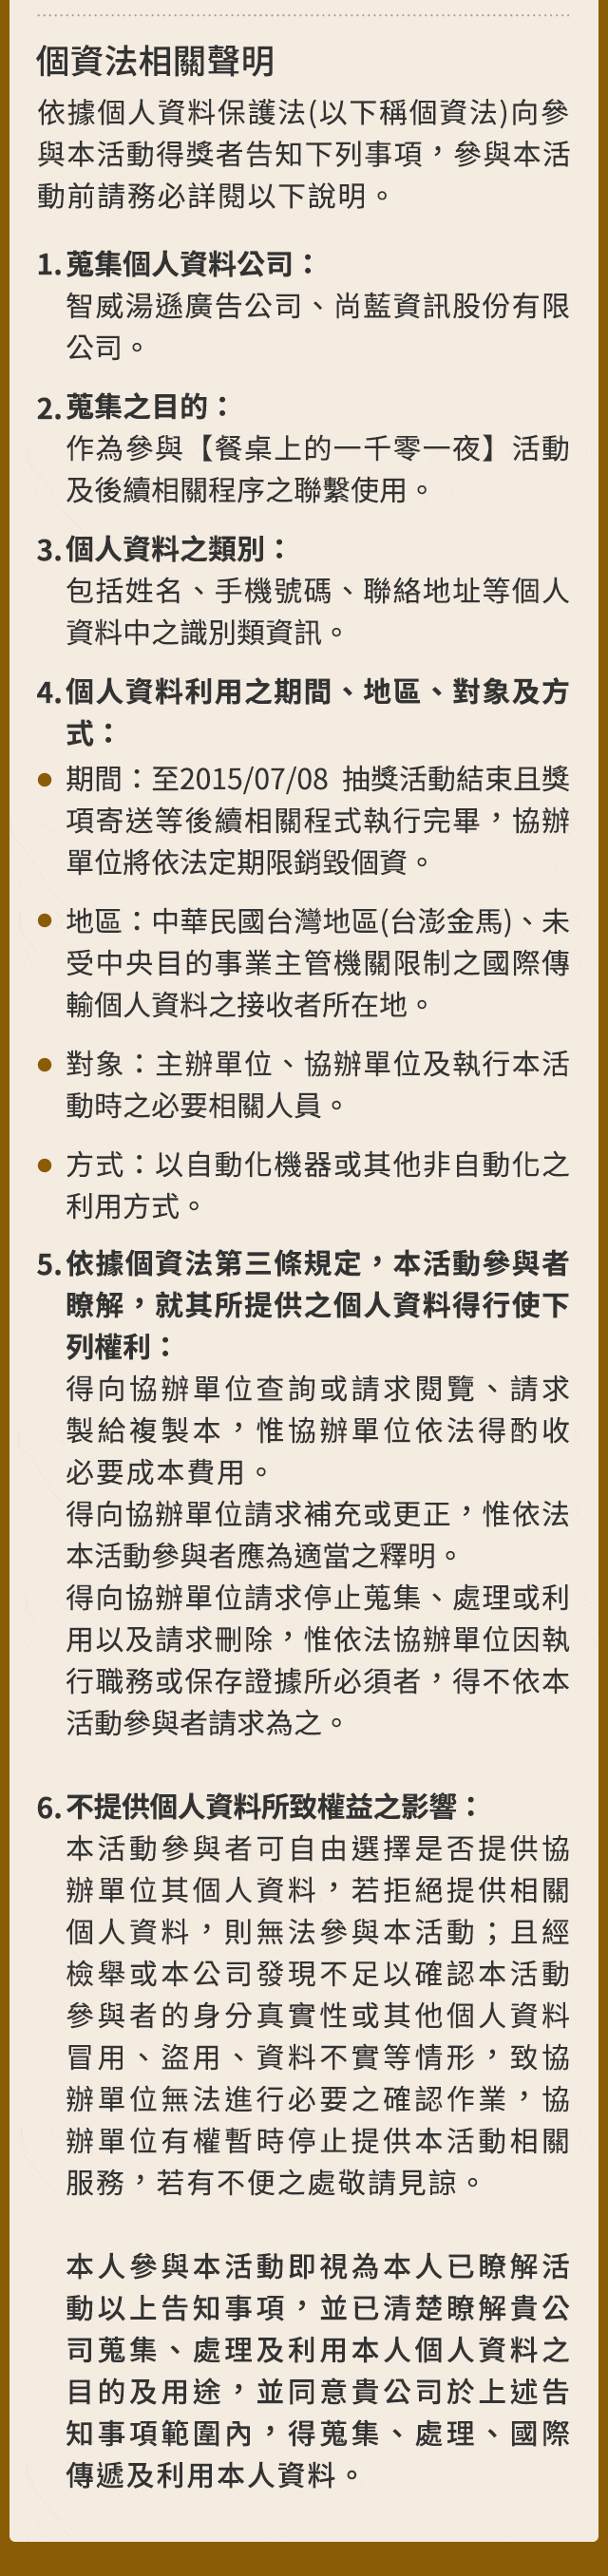 個資法相關聲明
依據個人資料保護法(以下稱個資法)向參
與本活動得獎者告知下列事項，參與本活
動前請務必詳閱以下說明。
1.蒐集個人資料公司：
智威湯遜廣告公司、尚藍資訊股份有限
公司。
2.蒐集之目的：
作為參與【餐桌上的一千零一夜】活動
及後續相關程序之聯繫使用。
3.個人資料之類別：
包括姓名、手機號碼、聯絡地址等個人
資料中之識別類資訊。
4.個人資料利用之期間、地區、對象及方
式：
● 期間：至2015/07/08 抽獎活動結束且獎
項寄送等後續相關程式執行完畢，協辦
單位將依法定期限銷毀個資。
● 地區：中華民國台灣地區(台澎金馬)、未
受中央目的事業主管機關限制之國際傳
輸個人資料之接收者所在地。
● 對象：主辦單位、協辦單位及執行本活
動時之必要相關人員。
● 方式：以自動化機器或其他非自動化之
利用方式。
5.依據個資法第三條規定，本活動參與者
瞭解，就其所提供之個人資料得行使下
列權利：
得向協辦單位查詢或請求閱覽、請求
製給複製本，惟協辦單位依法得酌收
必要成本費用。
得向協辦單位請求補充或更正，惟依法
本活動參與者應為適當之釋明。
得向協辦單位請求停止蒐集、處理或利
用以及請求刪除，惟依法協辦單位因執
行職務或保存證據所必須者，得不依本
活動參與者請求為之。
6.不提供個人資料所致權益之影響：
本活動參與者可自由選擇是否提供協
辦單位其個人資料，若拒絕提供相關
個人資料，則無法參與本活動；且經
檢舉或本公司發現不足以確認本活動
參與者的身分真實性或其他個人資料
冒用、盜用、資料不實等情形，致協
辦單位無法進行必要之確認作業，協
辦單位有權暫時停止提供本活動相關
服務，若有不便之處敬請見諒。
本人參與本活動即視為本人已瞭解活
動以上告知事項，並已清楚瞭解貴公
司蒐集、處理及利用本人個人資料之
目的及用途，並同意貴公司於上述告
知事項範圍內，得蒐集、處理、國際
傳遞及利用本人資料。